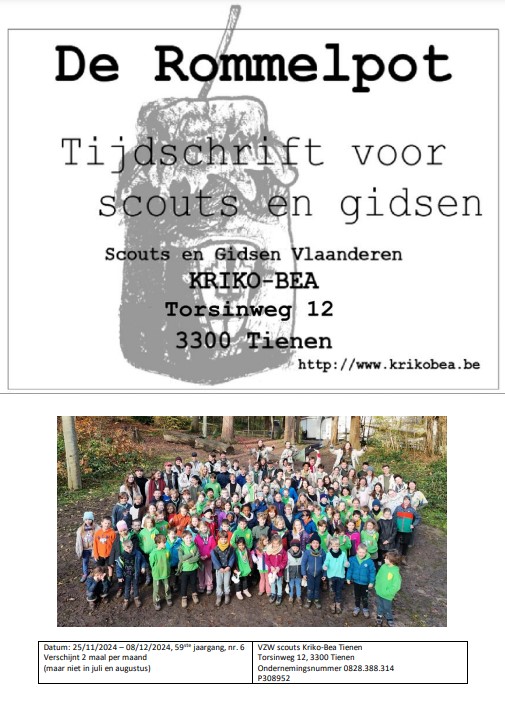 De Rommelpot
Tijdschrift voor
scouts en gidsen
Scouts en Gidsen Vlaanderen
KRIKO-BEA
Torsinweg 12
3300 Tienen
http://www.krikobea.be
Datum: 25/11/2024 – 08/12/2024, 59ste jaargang, nr. 6
Verschijnt 2 maal per maand
(maar niet in juli en augustus)
VZW scouts Kriko-Bea Tienen
Torsinweg 12, 3300 Tienen
Ondernemingsnummer 0828.388.314
P308952